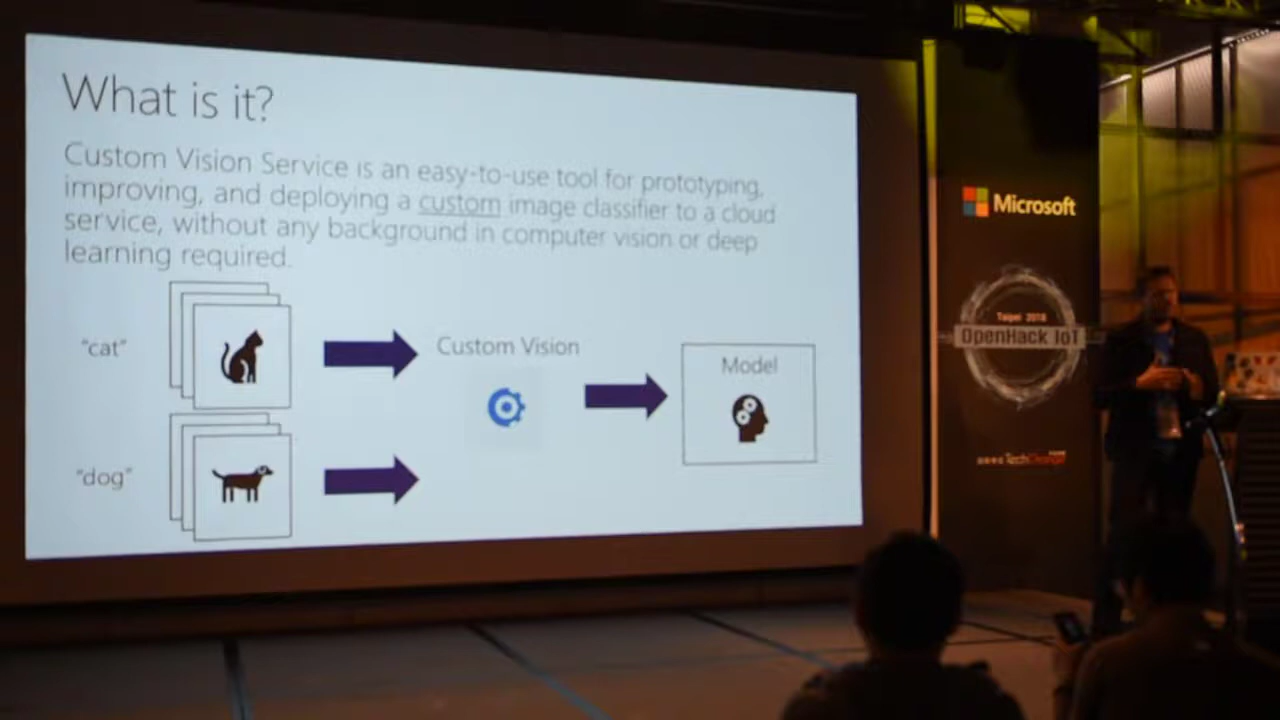 What is it?
Custom Vision Service is an easy-to-use tool for prototyping,
improving, and deploying a custom image classifier to a cloud
service, without any background in computer vision or deep
learning required.
"cat"
Custom Vision
Model
"dog"
Microsoft
Taipei 2018
OpenHack IoT
TechOrange